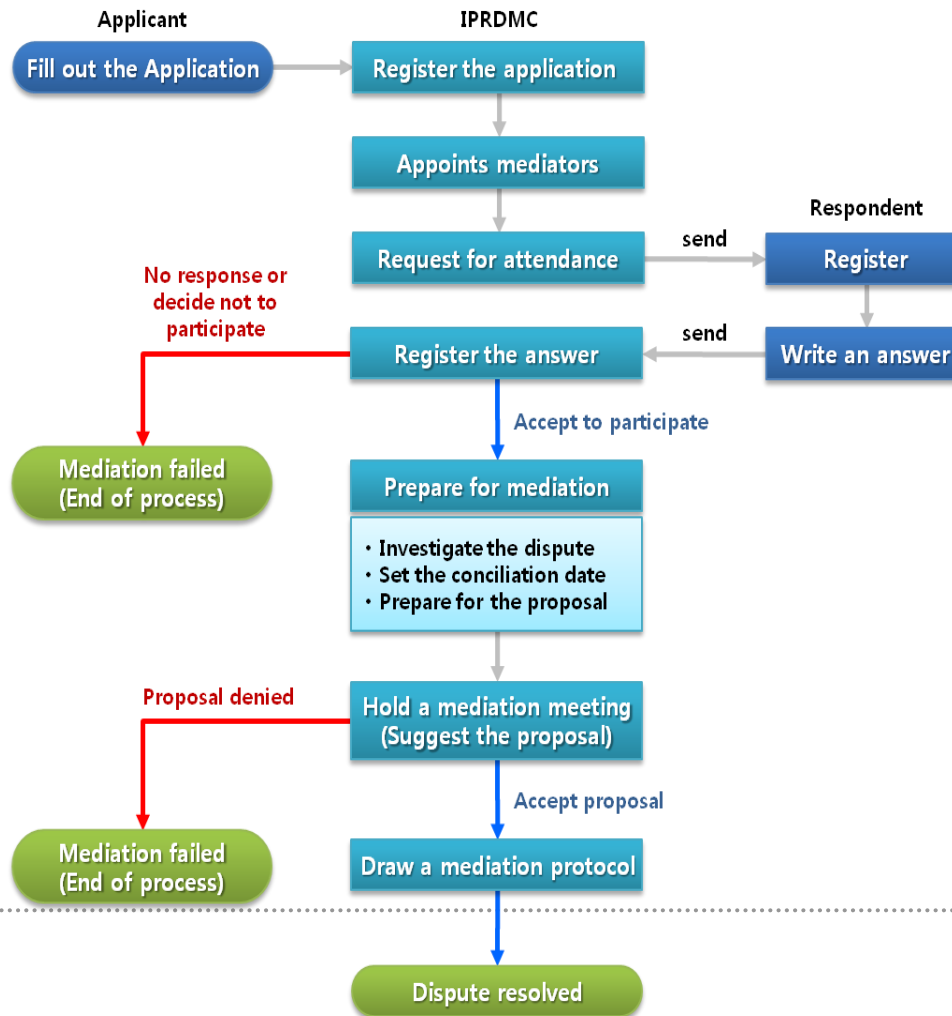 Applicant
IPRDMC
Fill out the Application
Register the application
Appoints mediators
Respondent
Request for attendance
send
Register
No response or
decide not to
participate
Register the answer
send
Write an answer
Accept to participate
Mediation failed
(End of process)
Prepare for mediation
· Investigate the dispute
· Set the conciliation date
· Prepare for the proposal
Proposal denied
Hold a mediation meeting
(Suggest the proposal)
Accept proposal
Mediation failed
(End of process)
Draw a mediation protocol
Dispute resolved